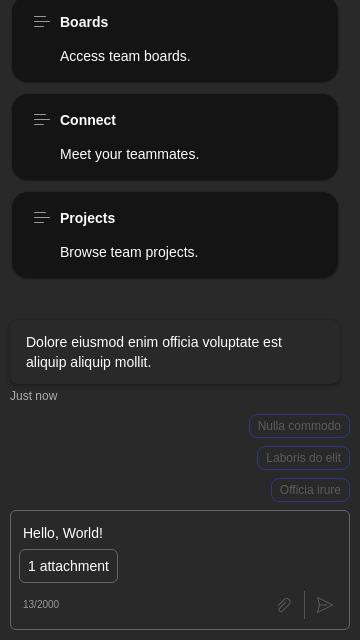 Boards
Access team boards.
Connect
Meet your teammates.
Projects
Browse team projects.
Dolore eiusmod enim officia voluptate est
aliquip aliquip mollit.
Just now
Nulla commodo
Laboris do elit
Officia irure
Hello, World!
1 attachment
13/2000